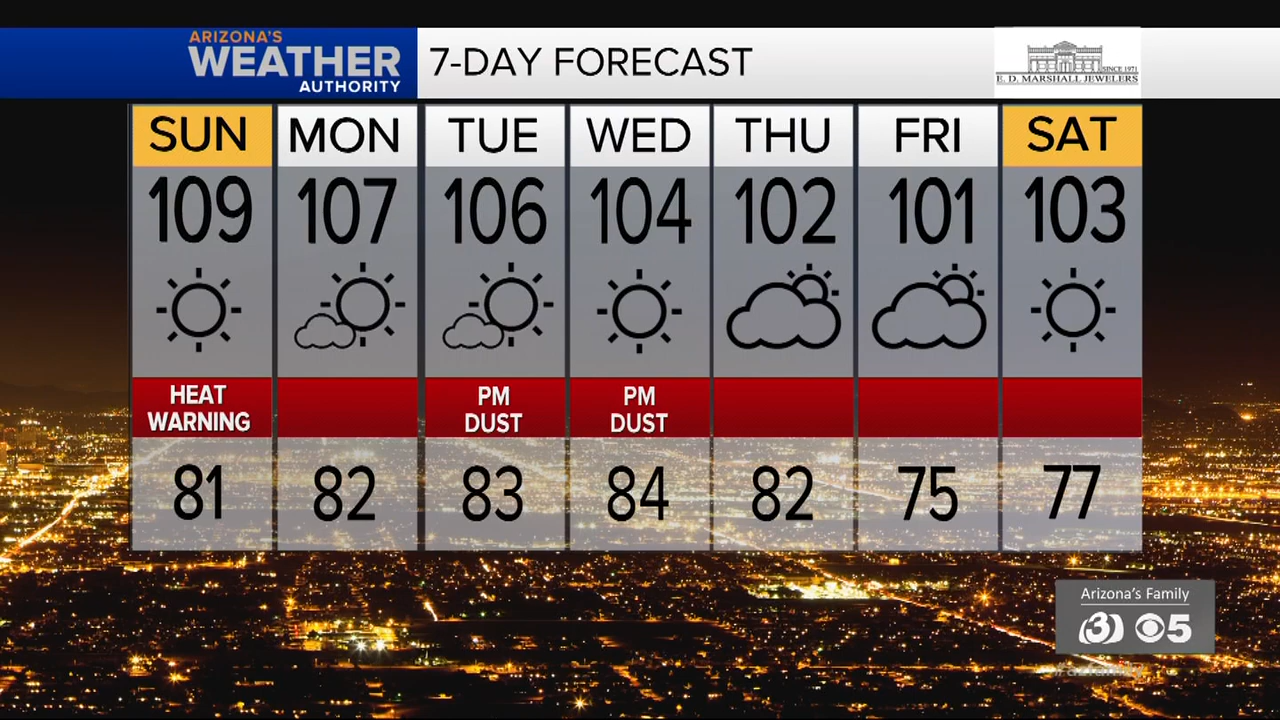 ARIZONA'S
WEATHER
AUTHORITY
7-DAY FORECAST
SINCE 1971
E. D. MARSHALL JEWELERS
SUN MON TUE WED THU FRI SAT
109 107 106 104 102 101 103
HEAT WARNING
PM DUST
PM DUST
81 82 83 84 82 75 77
Arizona's Family
3 5